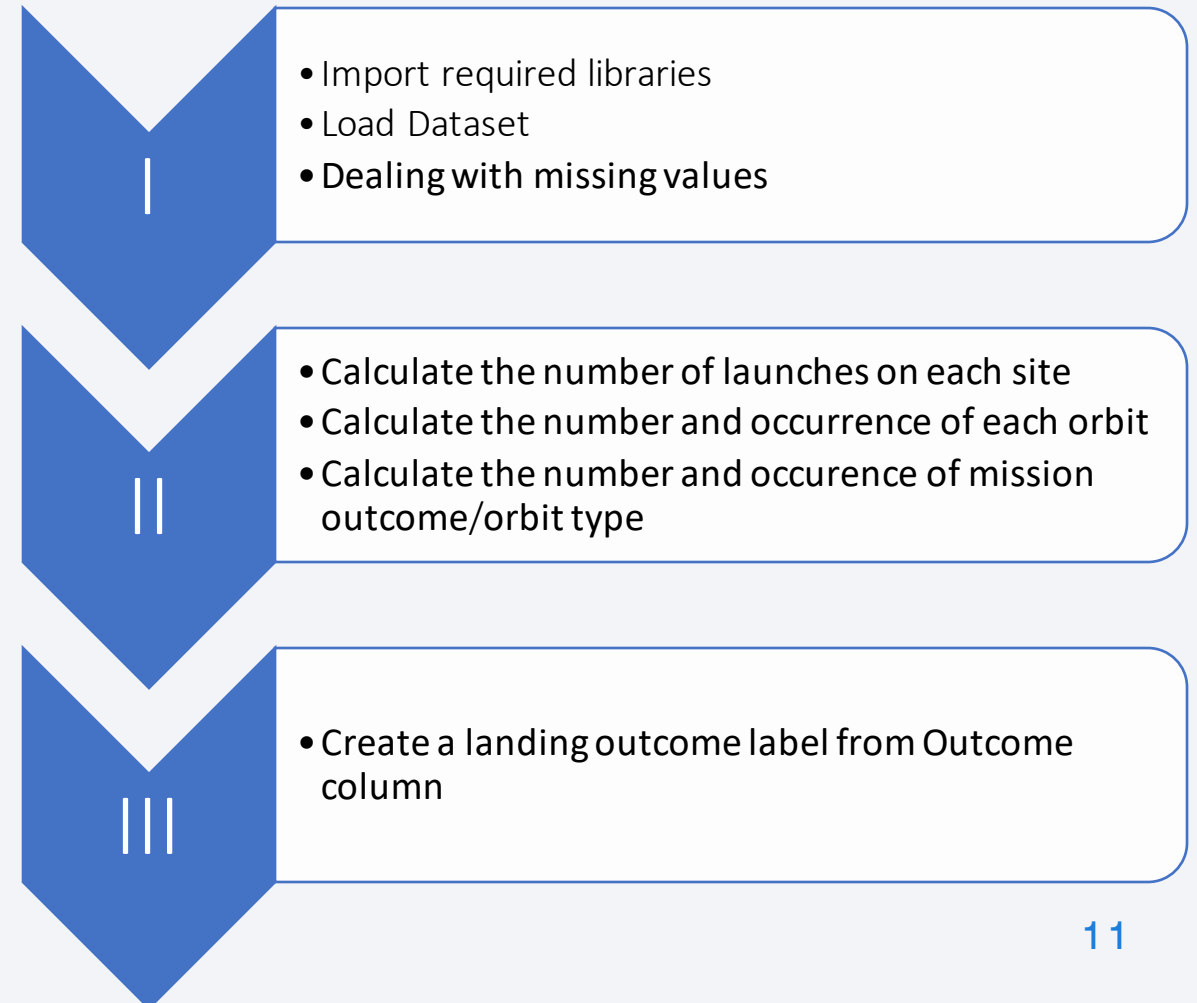 I
• Import required libraries
• Load Dataset
• Dealing with missing values
II
• Calculate the number of launches on each site
• Calculate the number and occurrence of each orbit
• Calculate the number and occurence of mission
outcome/orbit type
III
• Create a landing outcome label from Outcome
column
11